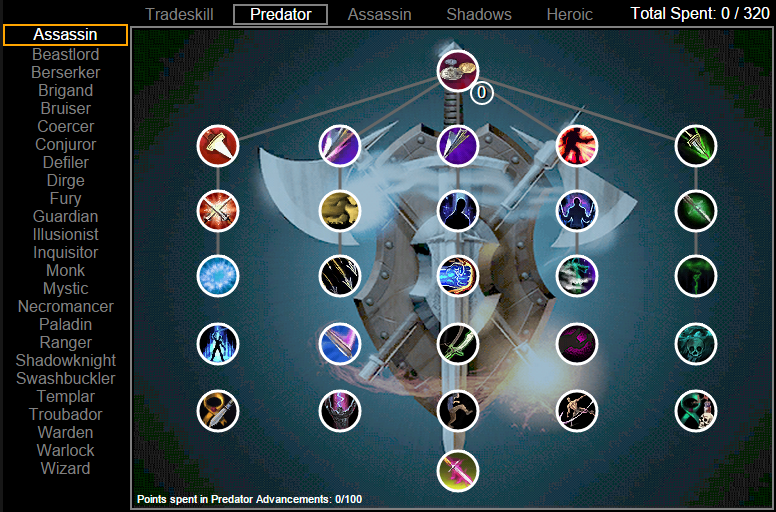 Tradeskill Predator Assassin Shadows Heroic Total Spent: 0 / 320
Assassin
Beastlord
Berserker
Brigand
Bruiser
Coercer
Conjuror
Defiler
Dirge
Fury
Guardian
Illusionist
Inquisitor
Monk
Mystic
Necromancer
Paladin
Ranger
Shadowknight
Swashbuckler
Templar
Troubador
Warden
Warlock
Wizard
0
Points spent in Predator Advancements: 0/100